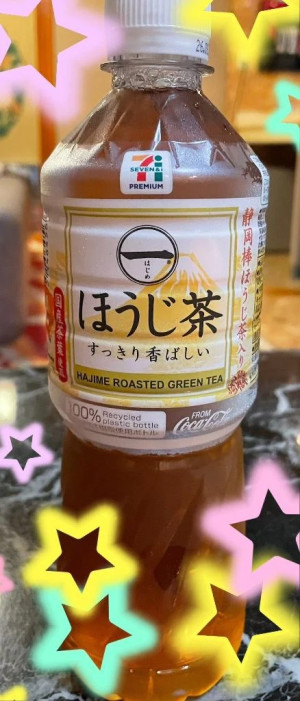 26.
7i
SEVEN&i
PREMIUM
一
はじめ
ほうじ茶
すっきり香ばしい
HAJIME ROASTED GREEN TEA
静岡棒ほうじ茶入り
国産茶葉
100% Recycled
plastic bottle
FROM
Coca-Cola